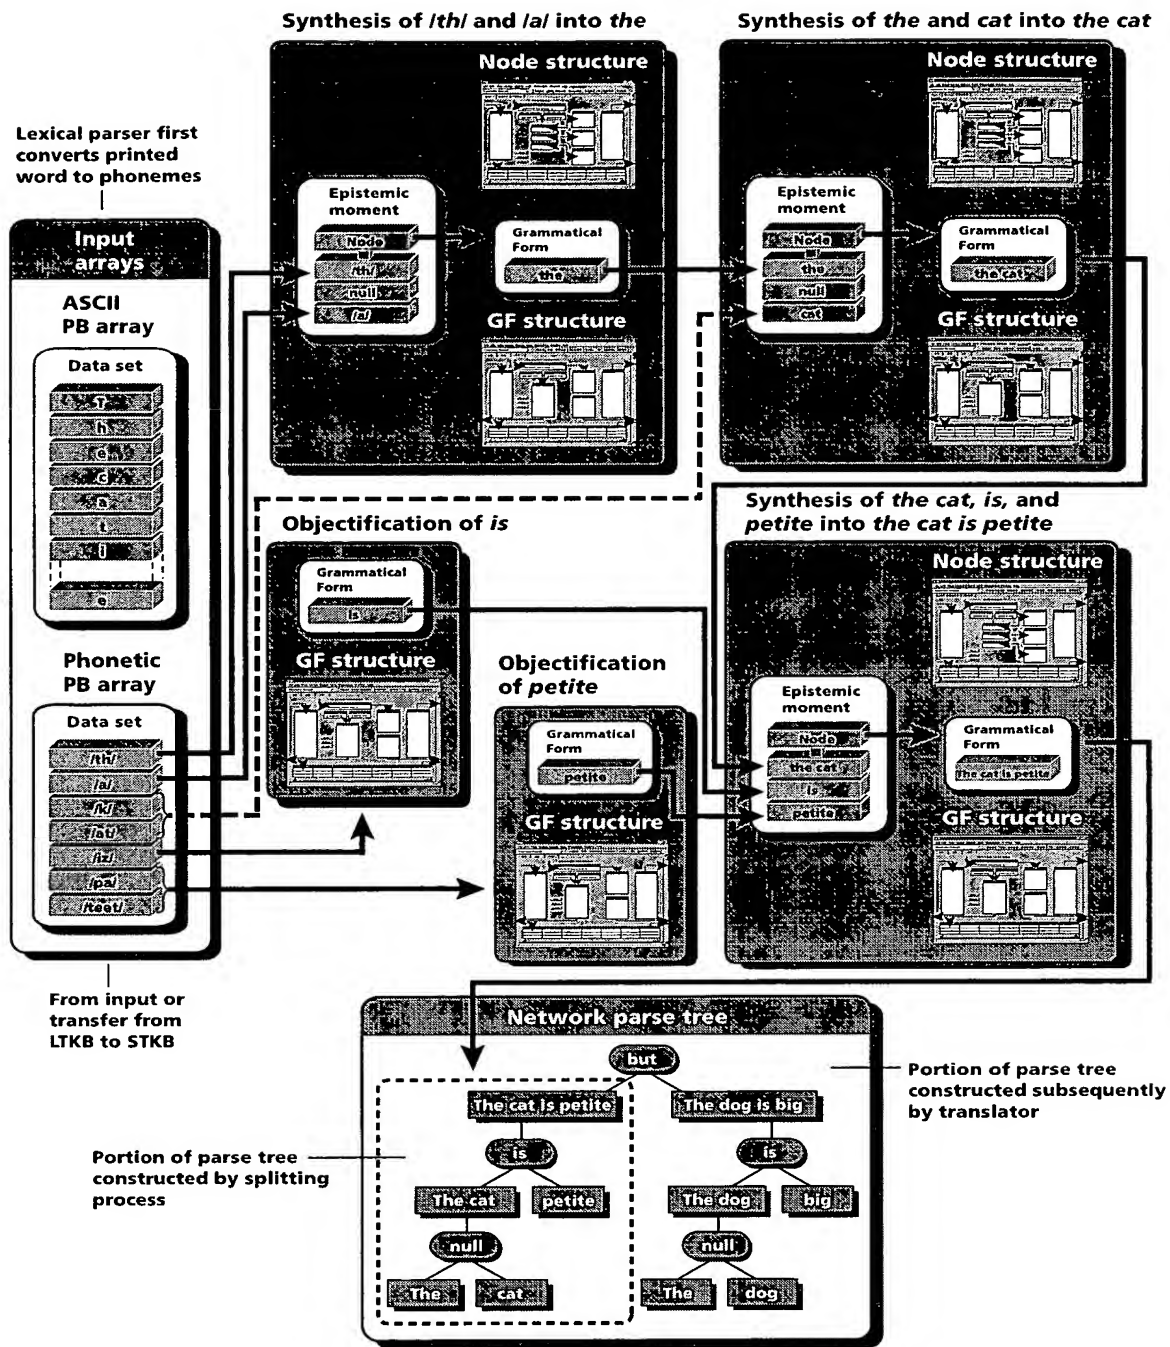 Synthesis of /th/ and /a/ into the
Synthesis of the and cat into the cat
Lexical parser first
converts printed
word to phonemes
Input
arrays
ASCII
PB array
Data set
T
h
e
c
a
t
i
e
Phonetic
PB array
Data set
/th/
/a/
/k/
/at/
/iz/
/pa/
/teet/
From input or
transfer from
LTKB to STKB
Node structure
Epistemic
moment
Node
/th/
null
/a/
Grammatical
Form
the
GF structure
Node structure
Epistemic
moment
Node
the
null
cat
Grammatical
Form
the cat
GF structure
Objectification of is
Grammatical
Form
is
GF structure
Objectification
of petite
Grammatical
Form
petite
GF structure
Synthesis of the cat, is, and
petite into the cat is petite
Node structure
Epistemic
moment
Node
the cat
is
petite
Grammatical
Form
The cat is petite
GF structure
Network parse tree
but
The cat is petite
The dog is big
is
is
The cat
petite
The dog
big
null
null
The
cat
The
dog
Portion of parse tree
constructed by splitting
process
Portion of parse tree
constructed subsequently
by translator